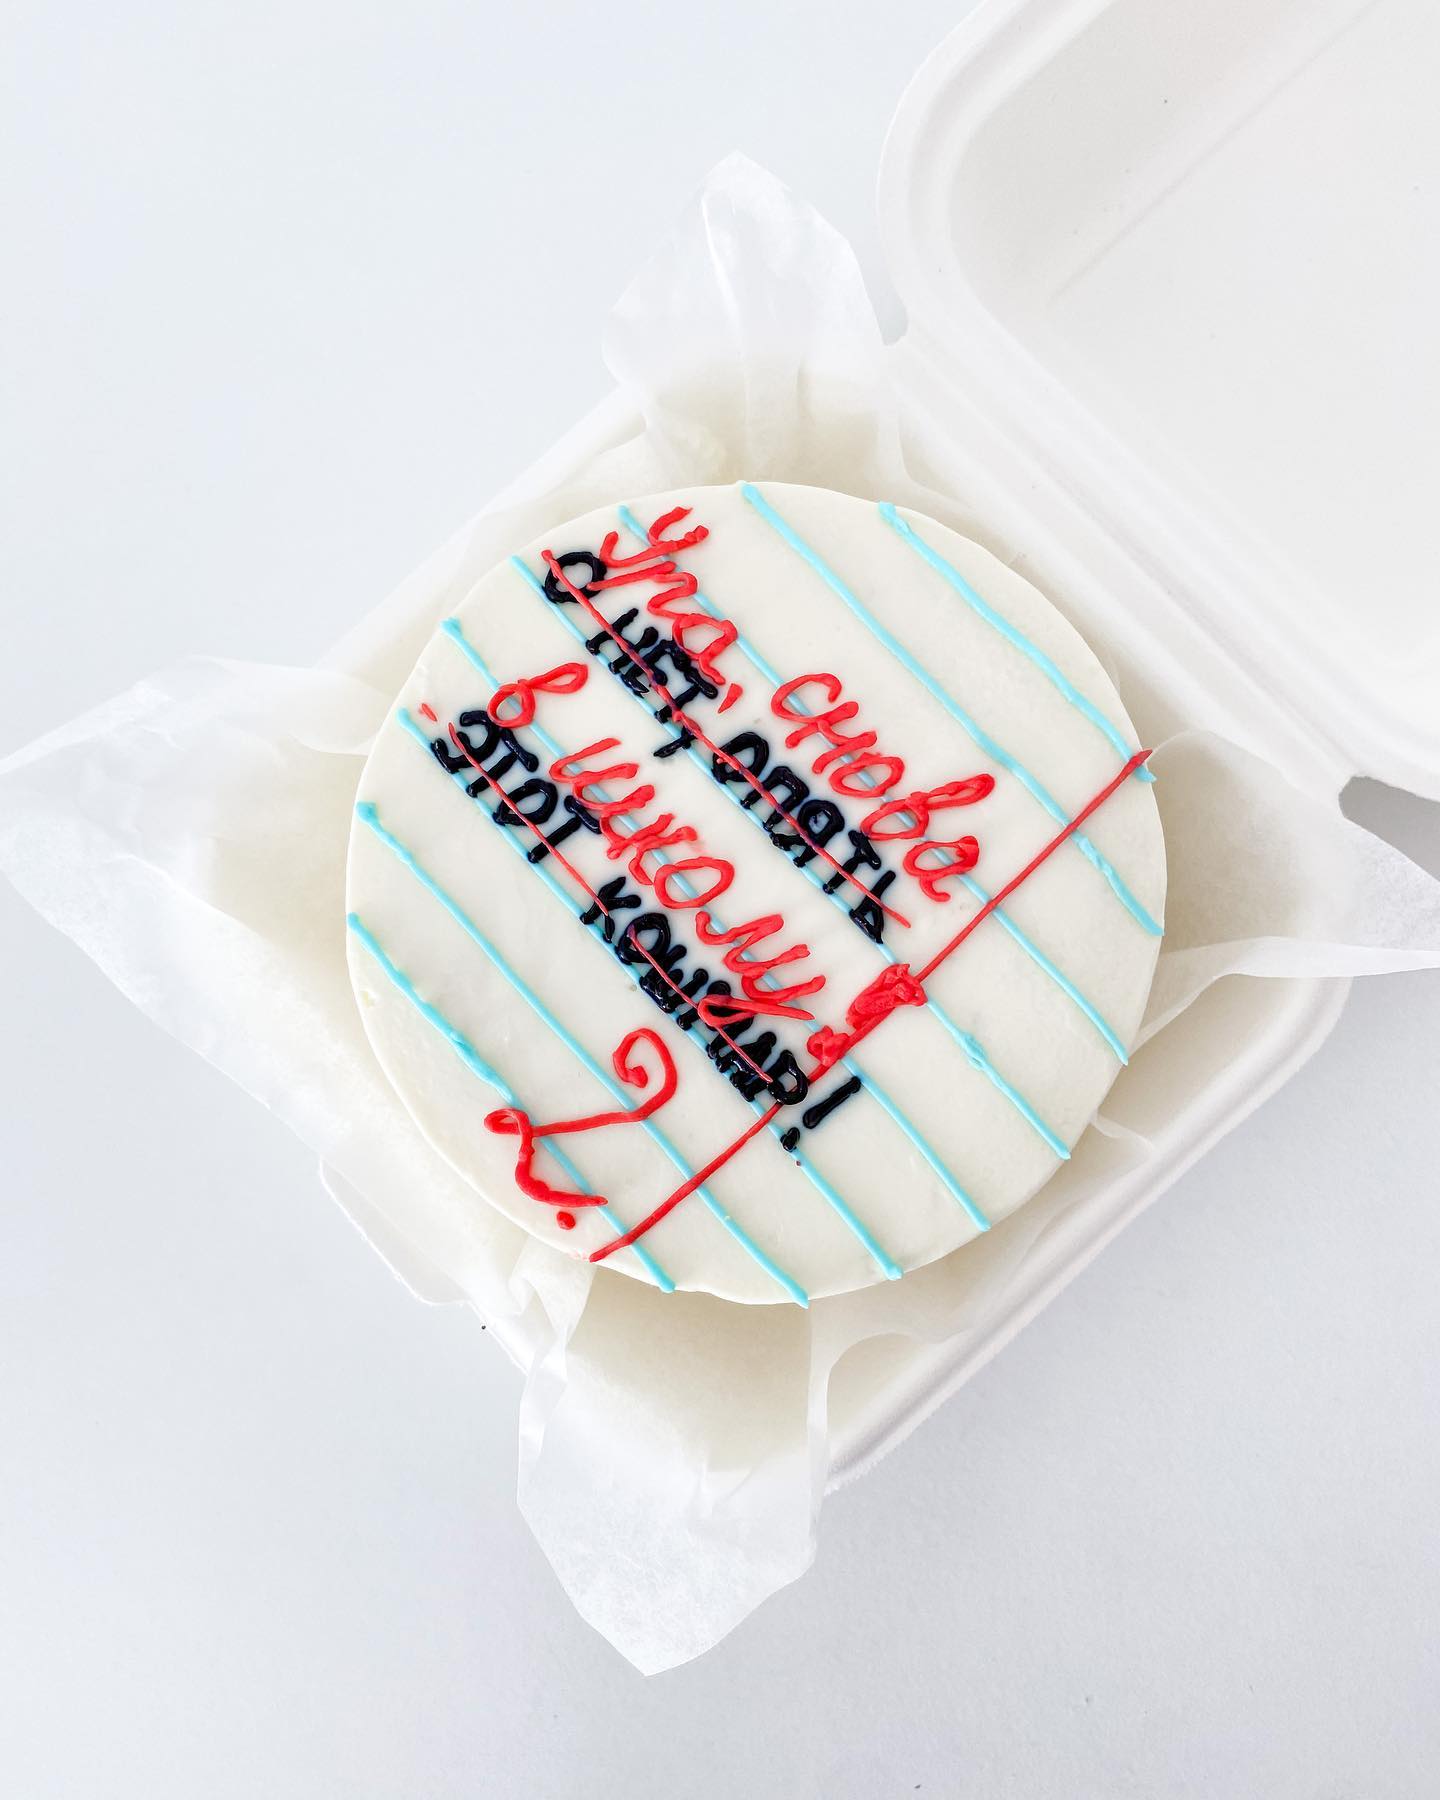 Ура, снова
О НЕТ, ОПЯТЬ
в школу
ЭТОТ КОШМАР!
2.